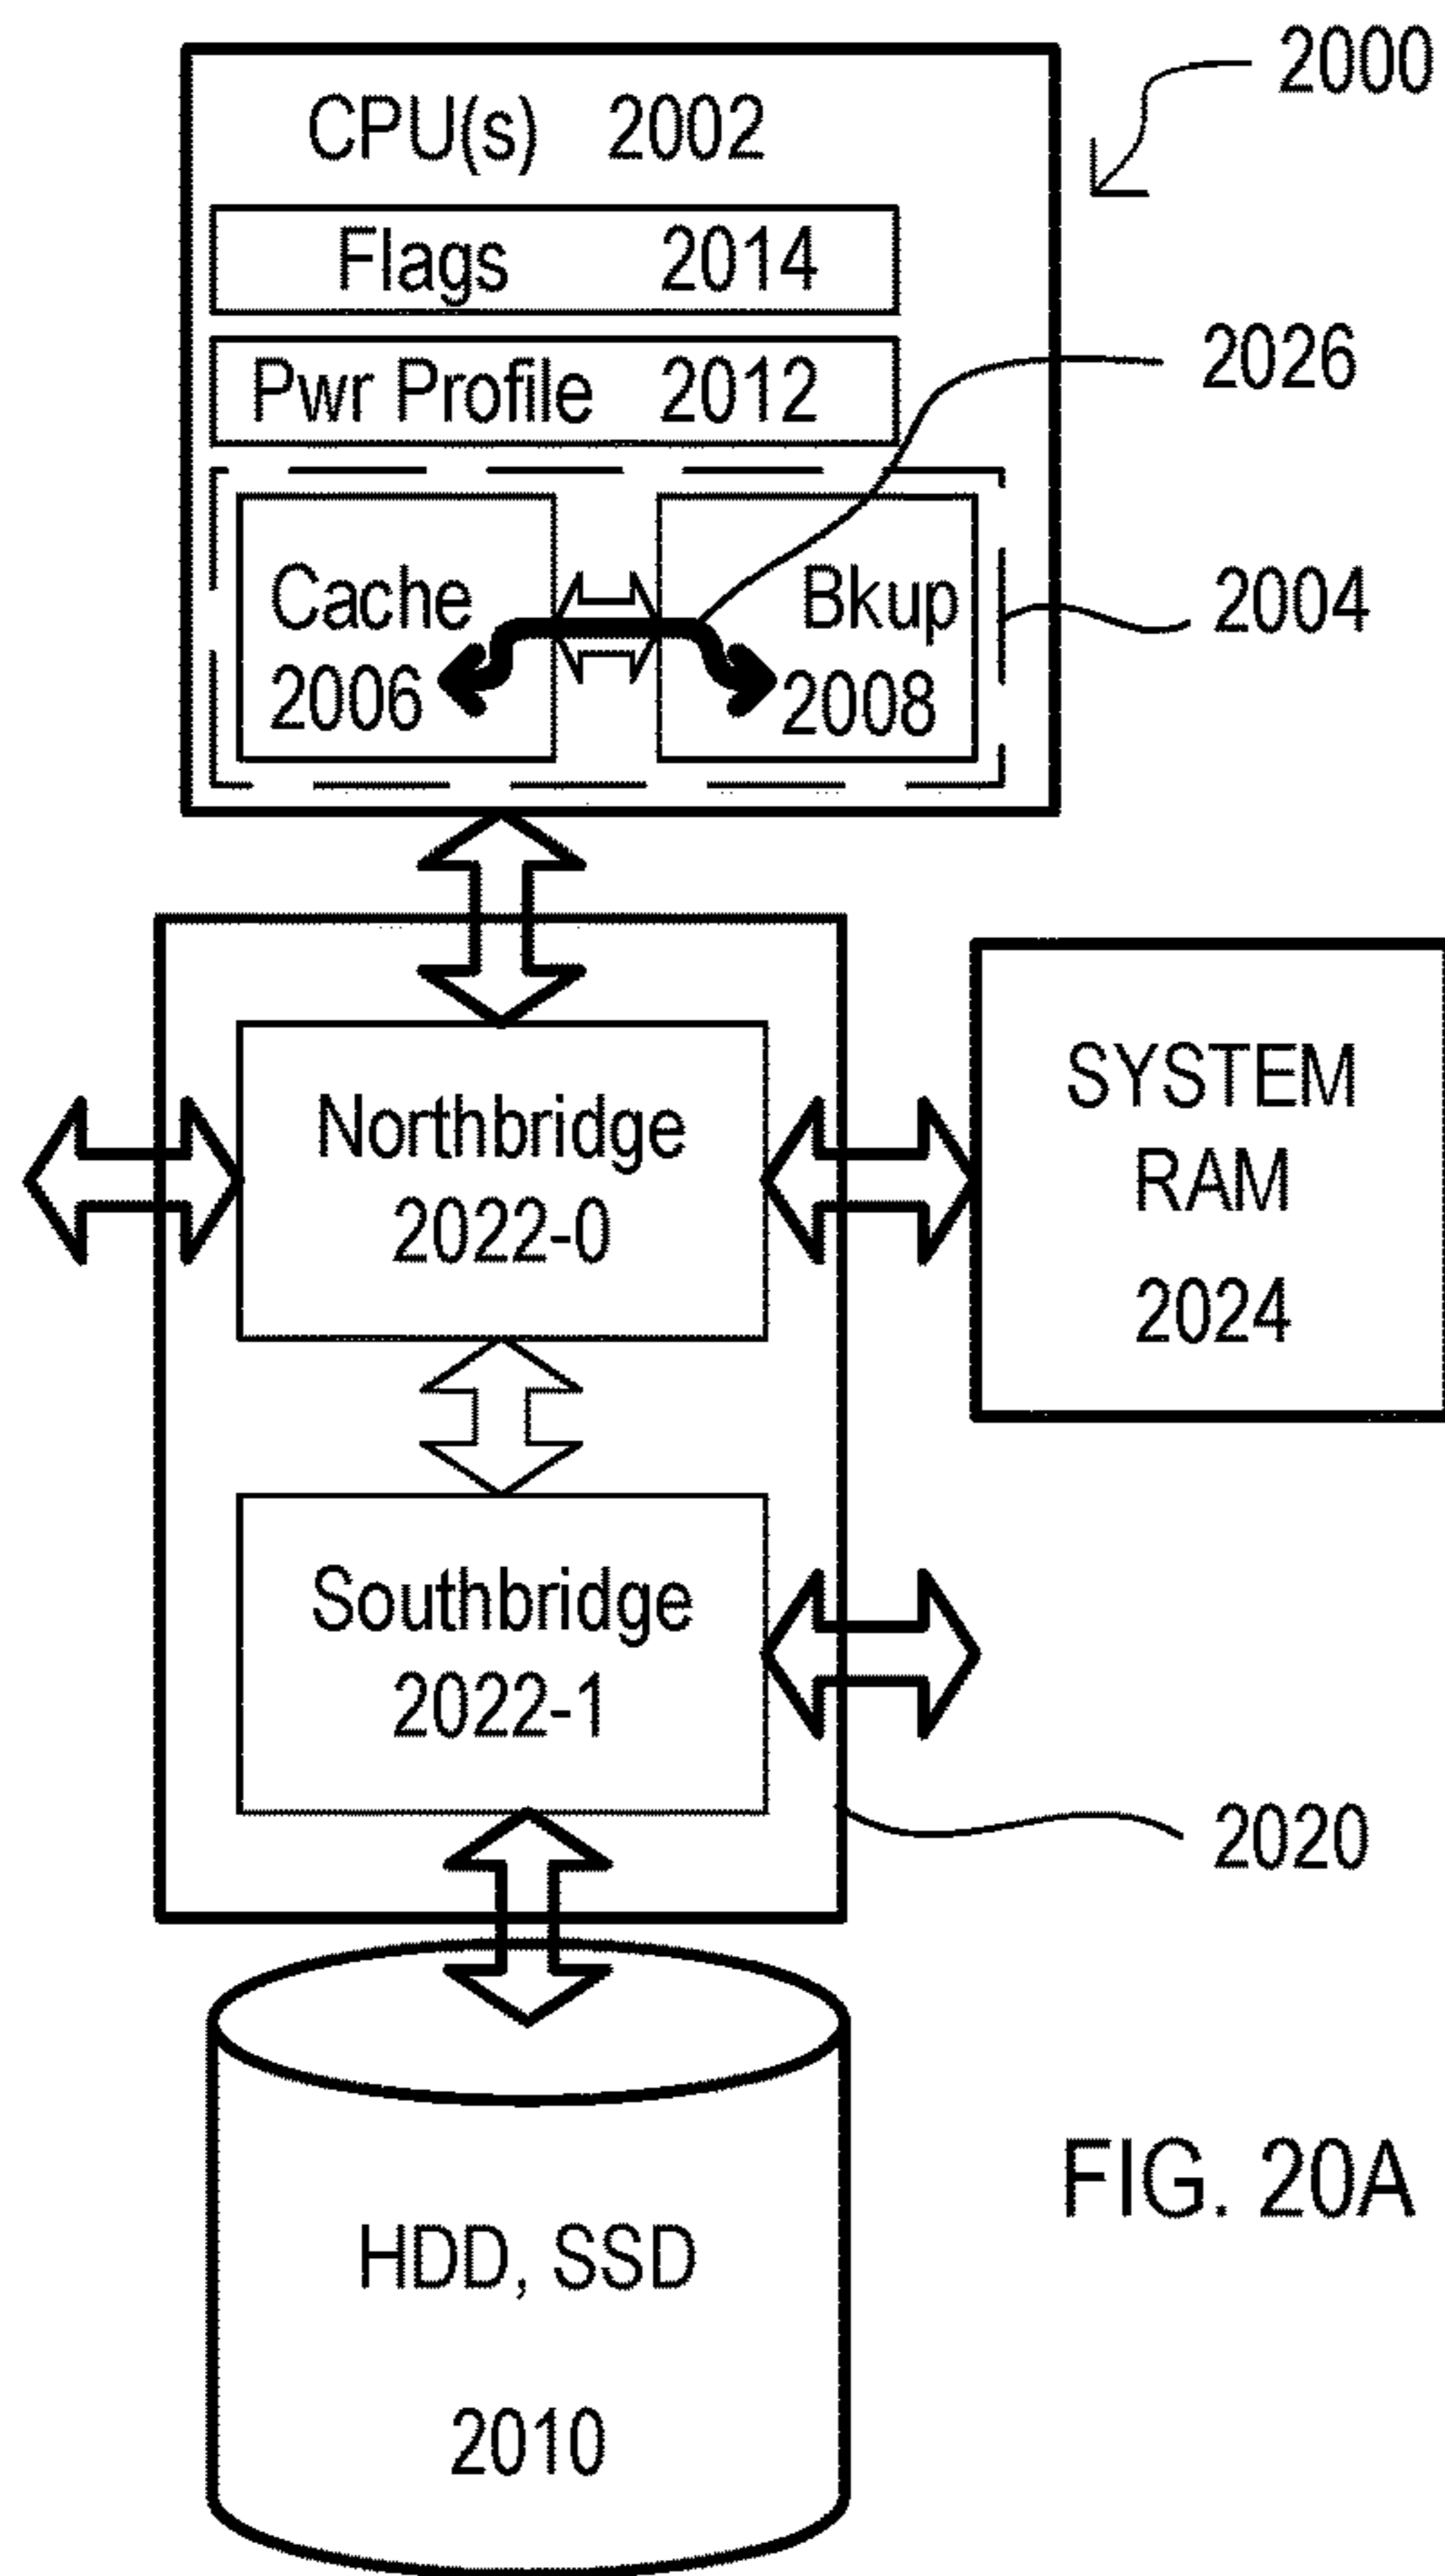 2000
CPU(s) 2002
Flags 2014
Pwr Profile 2012
2026
Cache
2006
Bkup
2008
2004
Northbridge
2022-0
SYSTEM
RAM
2024
Southbridge
2022-1
2020
HDD, SSD
2010
FIG. 20A